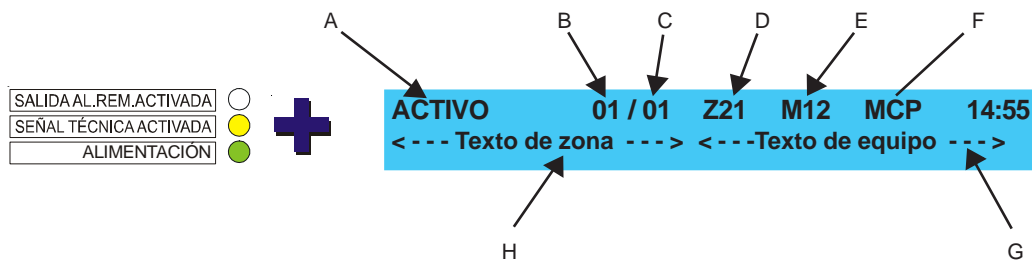 A B C D E F
SALIDA AL.REM.ACTIVADA
SEÑAL TÉCNICA ACTIVADA
ALIMENTACIÓN
ACTIVO 01 / 01 Z21 M12 MCP 14:55
< - - - Texto de zona - - - > < - - -Texto de equipo - - - >
H G